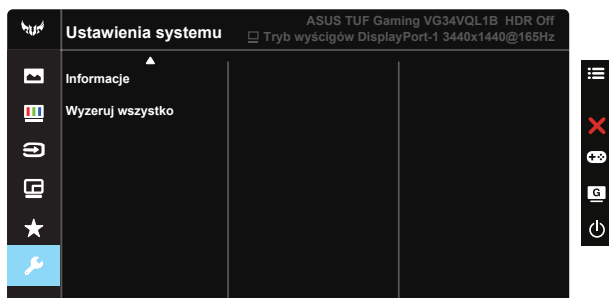 Ustawienia systemu
ASUS TUF Gaming VG34VQL1B HDR Off
Tryb wyścigów DisplayPort-1 3440x1440@165Hz
Informacje
Wyzeruj wszystko
G